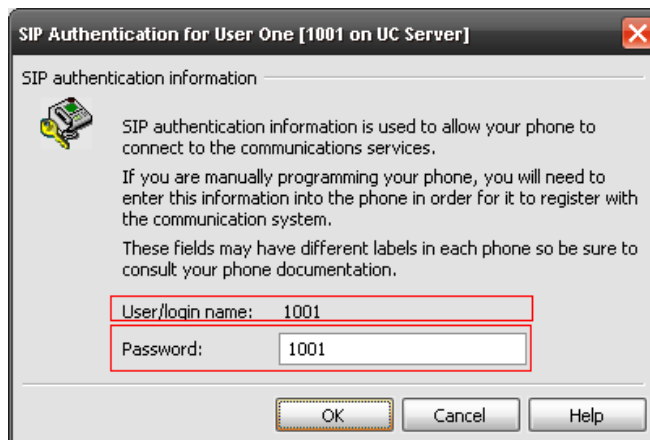 SIP Authentication for User One [1001 on UC Server]
SIP authentication information
SIP authentication information is used to allow your phone to
connect to the communications services.
If you are manually programming your phone, you will need to
enter this information into the phone in order for it to register with
the communication system.
These fields may have different labels in each phone so be sure to
consult your phone documentation.
User/login name: 1001
Password: 1001
OK Cancel Help